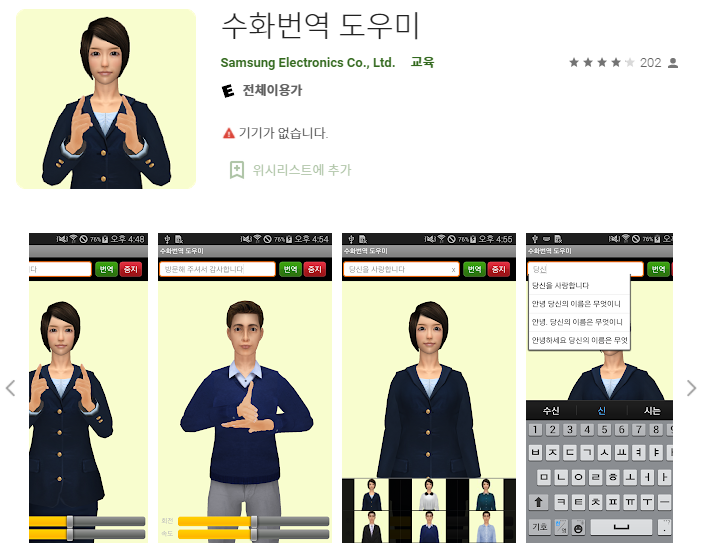 수화번역 도우미
Samsung Electronics Co., Ltd. 교육
202
E 전체이용가
기기가 없습니다.
위시리스트에 추가
76% 오후 4:48
다
번역 중지
76% 오후 4:54
수화번역 도우미
방문해 주셔서 감사합니다
번역 중지
회전
속도
76% 오후 4:55
수화번역 도우미
당신을 사랑합니다 x
번역 중지
76% 오후
수화번역 도우미
당신
번역
당신을 사랑합니다
안녕 당신의 이름은 무엇이니
안녕. 당신의 이름은 무엇이니
안녕하세요 당신의 이름은 무엇
수신 신 시는
1 2 3 4 5 6 7 8 9
ㅂ ㅈ ㄷ ㄱ ㅅ ㅛ ㅕ ㅑ
ㅁ ㄴ ㅇ ㄹ ㅎ ㅗ ㅓ ㅏ
ㅋ ㅌ ㅊ ㅍ ㅠ ㅜ ㅡ
기호